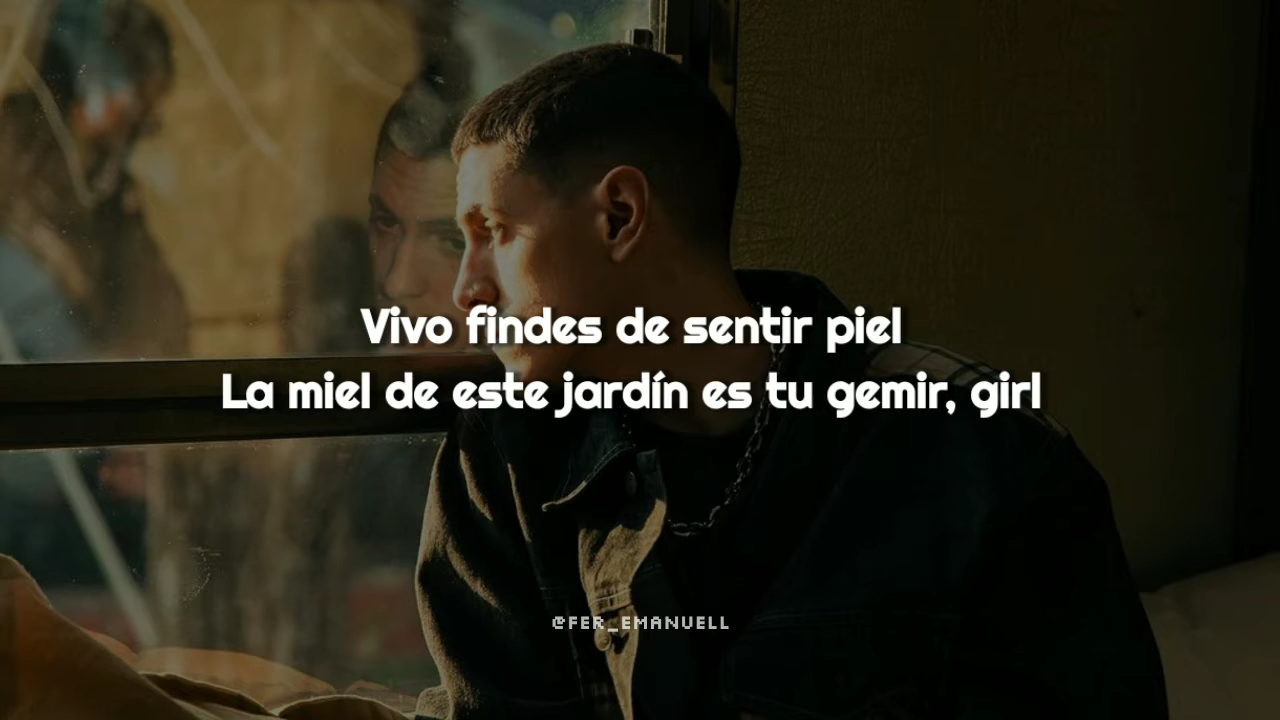 Vivo findes de sentir piel
La miel de este jardín es tu gemir, girl
@FER_EMANUELL